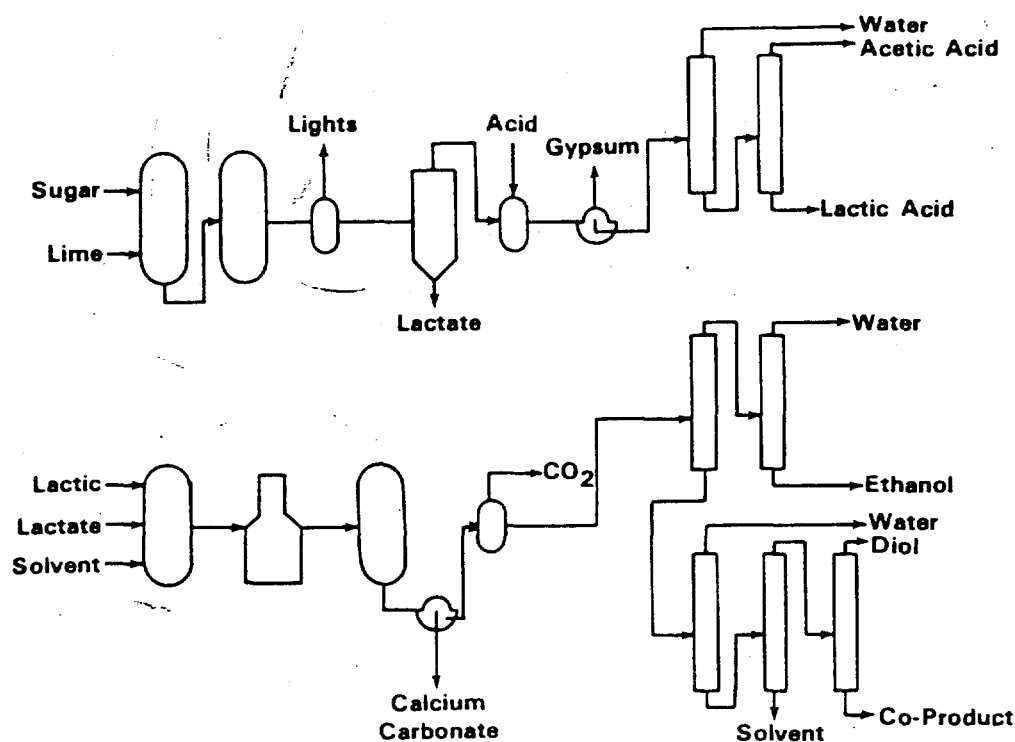 Water
Acetic Acid
Lights
Acid
Gypsum
Sugar
Lime
Lactic Acid
Lactate
Water
Lactic
Lactate
Solvent
CO2
Ethanol
Water
Diol
Calcium
Carbonate
Co-Product
Solvent